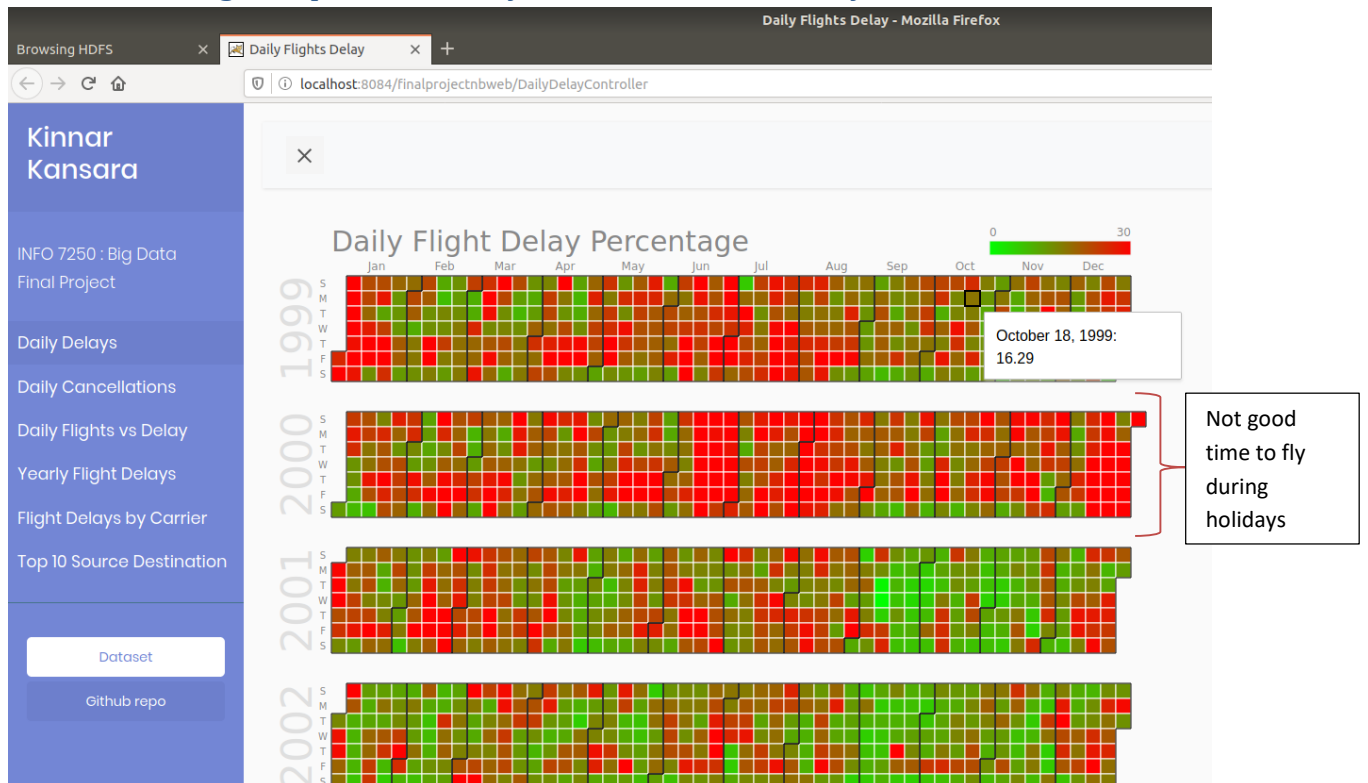 Daily Flights Delay - Mozilla Firefox
Browsing HDFS
Daily Flights Delay
localhost:8084/finalprojectnbweb/DailyDelayController
Kinnar
Kansara
INFO 7250 : Big Data
Final Project
Daily Delays
Daily Cancellations
Daily Flights vs Delay
Yearly Flight Delays
Flight Delays by Carrier
Top 10 Source Destination
Dataset
Github repo
Daily Flight Delay Percentage
0 30
Jan Feb Mar Apr May Jun Jul Aug Sep Oct Nov Dec
1999
S
M
T
W
T
F
S
October 18, 1999:
16.29
2000
S
M
T
W
T
F
S
Not good
time to fly
during
holidays
2001
S
M
T
W
T
F
S
2002
S
M
T
W
T
F
S